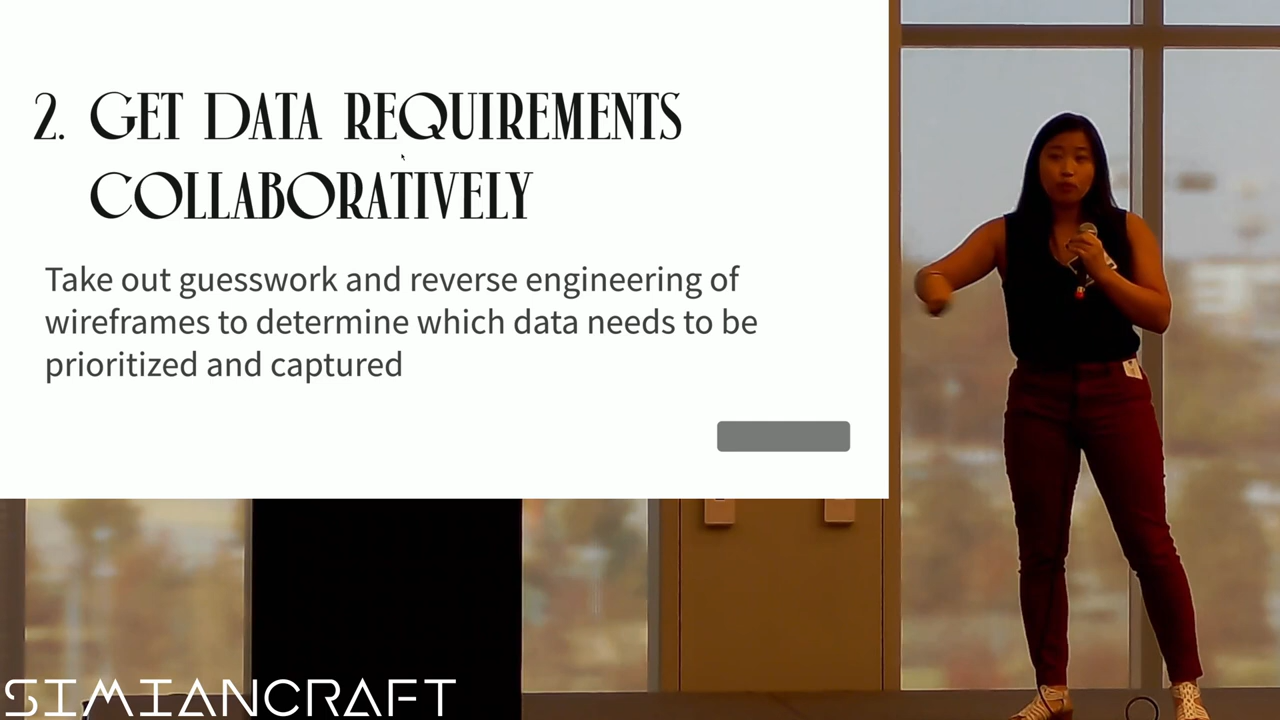 2. GET DATA REQUIREMENTS
COLLABORATIVELY
Take out guesswork and reverse engineering of
wireframes to determine which data needs to be
prioritized and captured
SIMIANCRAFT